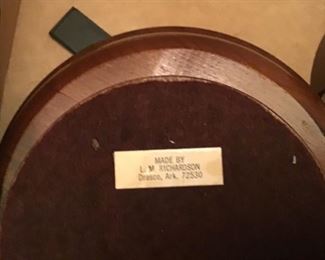 MADE BY
L. M. RICHARDSON
Drasco, Ark. 72530